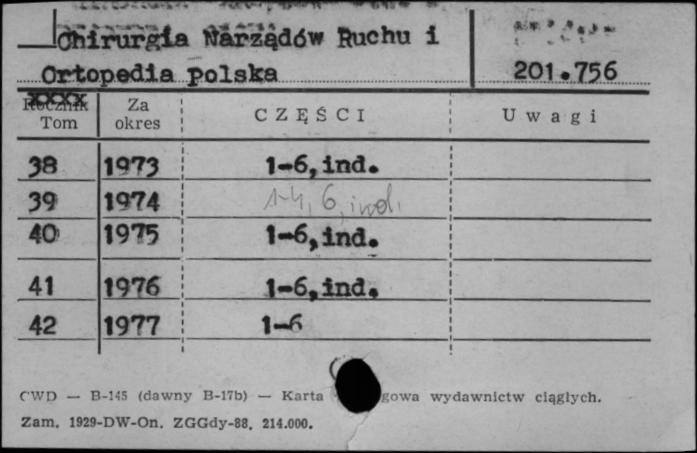 Chirurgia Narządów Ruchu i
Ortopedia polska
201.756
Rocznik Tom
Za okres
CZĘŚCI
Uwagi
38 1973 1-6,ind.
39 1974 1-4, 6, ind.
40 1975 1-6,ind.
41 1976 1-6,ind.
42 1977 1-6
CWD — B-145 (dawny B-17b) — Karta gowa wydawnictw ciągłych.
Zam. 1929-DW-On. ZGGdy-88. 214.000.